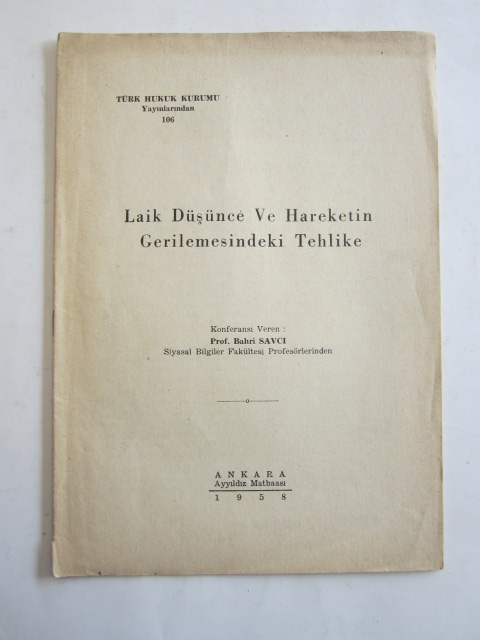 TÜRK HUKUK KURUMU
Yayınlarından
106
Laik Düşünce Ve Hareketin
Gerilemesindeki Tehlike
Konferansı Veren :
Prof. Bahri SAVCI
Siyasal Bilgiler Fakültesi Profesörlerinden
ANKARA
Ayyıldız Matbaası
1958